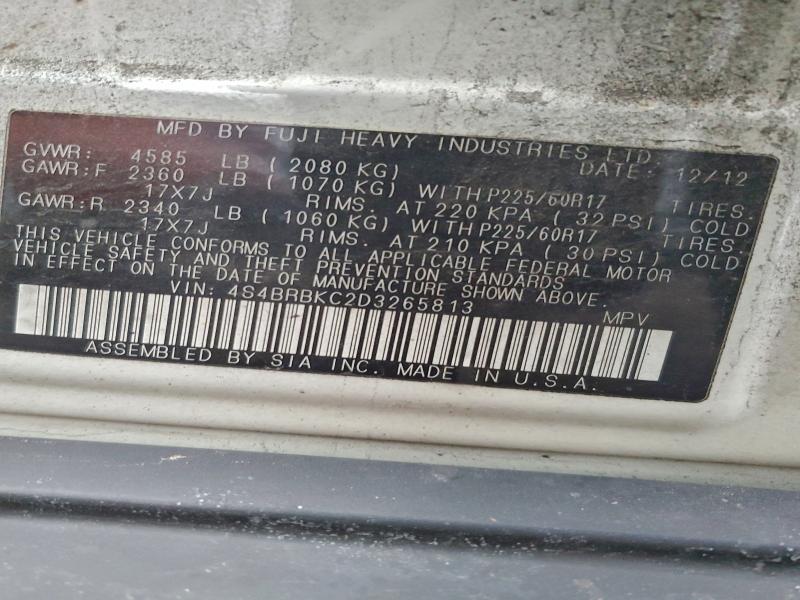 MFD BY FUJI HEAVY INDUSTRIES LTD.
GVWR: 4585 LB ( 2080 KG) DATE: 12/12
GAWR:F 2360 LB ( 1070 KG) WITH P225/60R17 TIRES.
17X7J RIMS. AT 220 KPA ( 32 PSI) COLD
GAWR:R 2340 LB ( 1060 KG) WITH P225/60R17 TIRES.
17X7J RIMS. AT 210 KPA ( 30 PSI) COLD
THIS VEHICLE CONFORMS TO ALL APPLICABLE FEDERAL MOTOR
VEHICLE SAFETY AND THEFT PREVENTION STANDARDS
IN EFFECT ON THE DATE OF MANUFACTURE SHOWN ABOVE.
VIN: 4S4BRBKC2D3265813 MPV
ASSEMBLED BY SIA INC. MADE IN U.S.A.